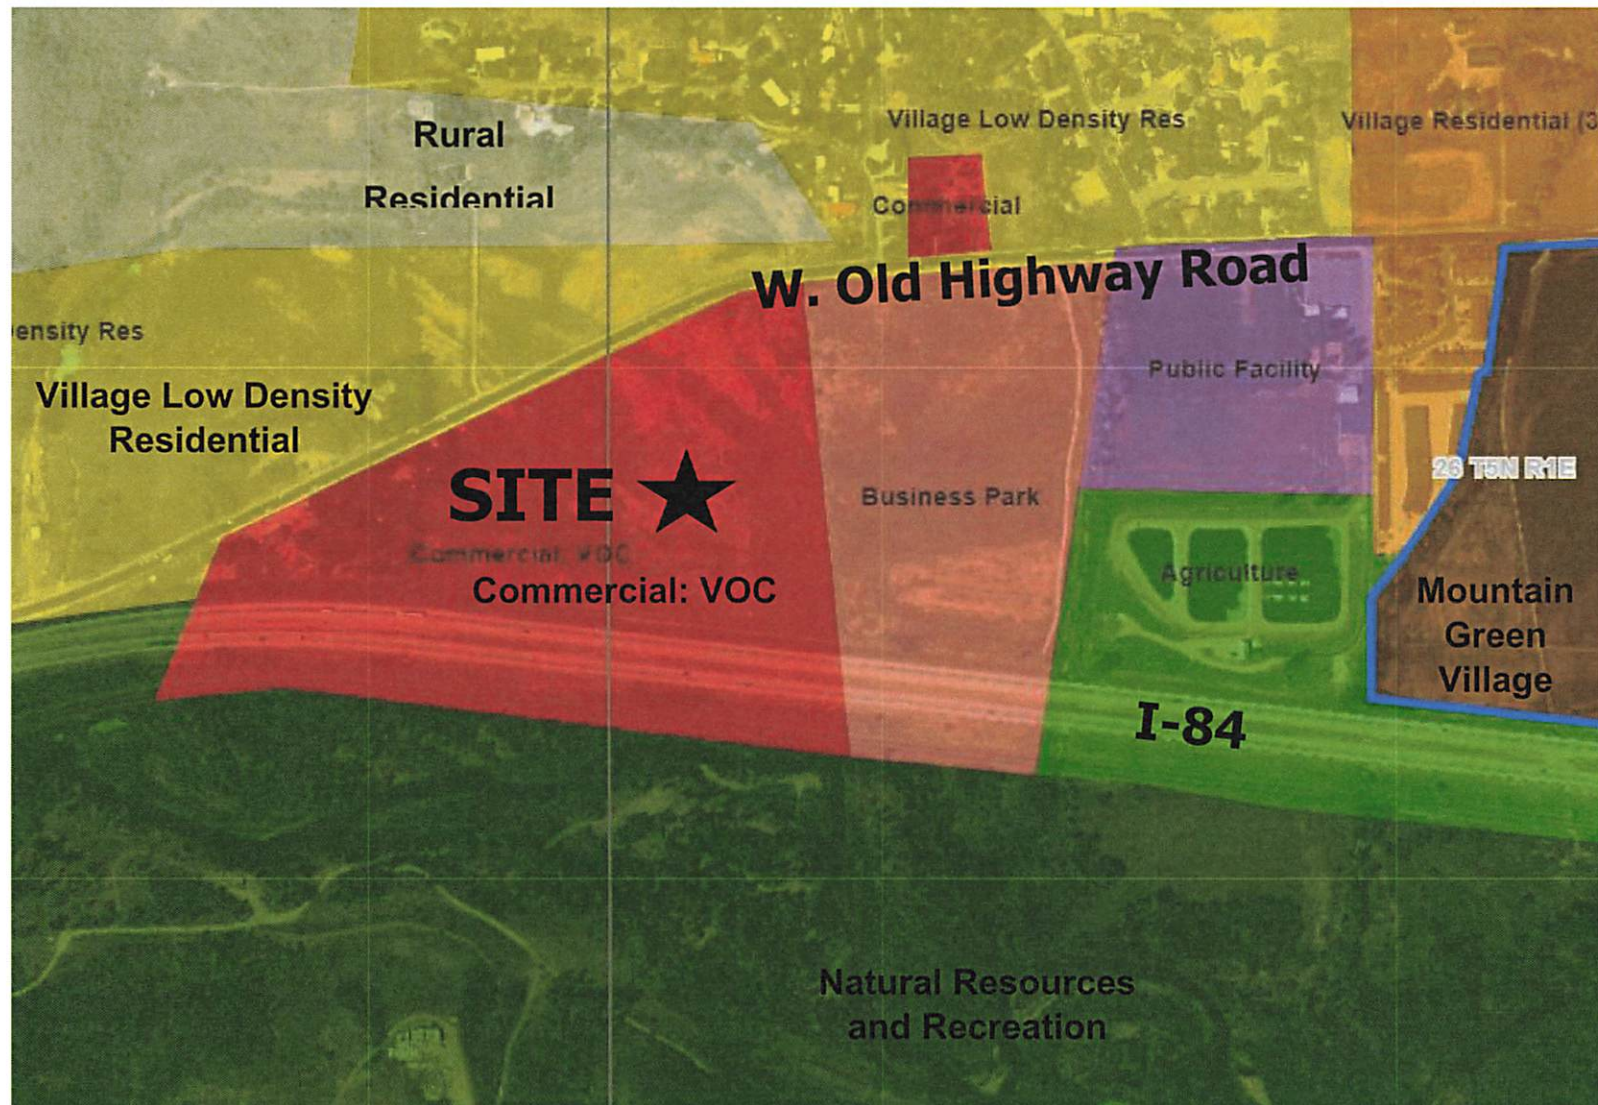 Rural
Residential
Village Low Density Res
Village Residential (3
Commercial
W. Old Highway Road
ensity Res
Village Low Density
Residential
Public Facility
SITE
Business Park
26 T5N R1E
Commercial, VOC
Commercial: VOC
Agriculture
Mountain
Green
Village
I-84
Natural Resources
and Recreation